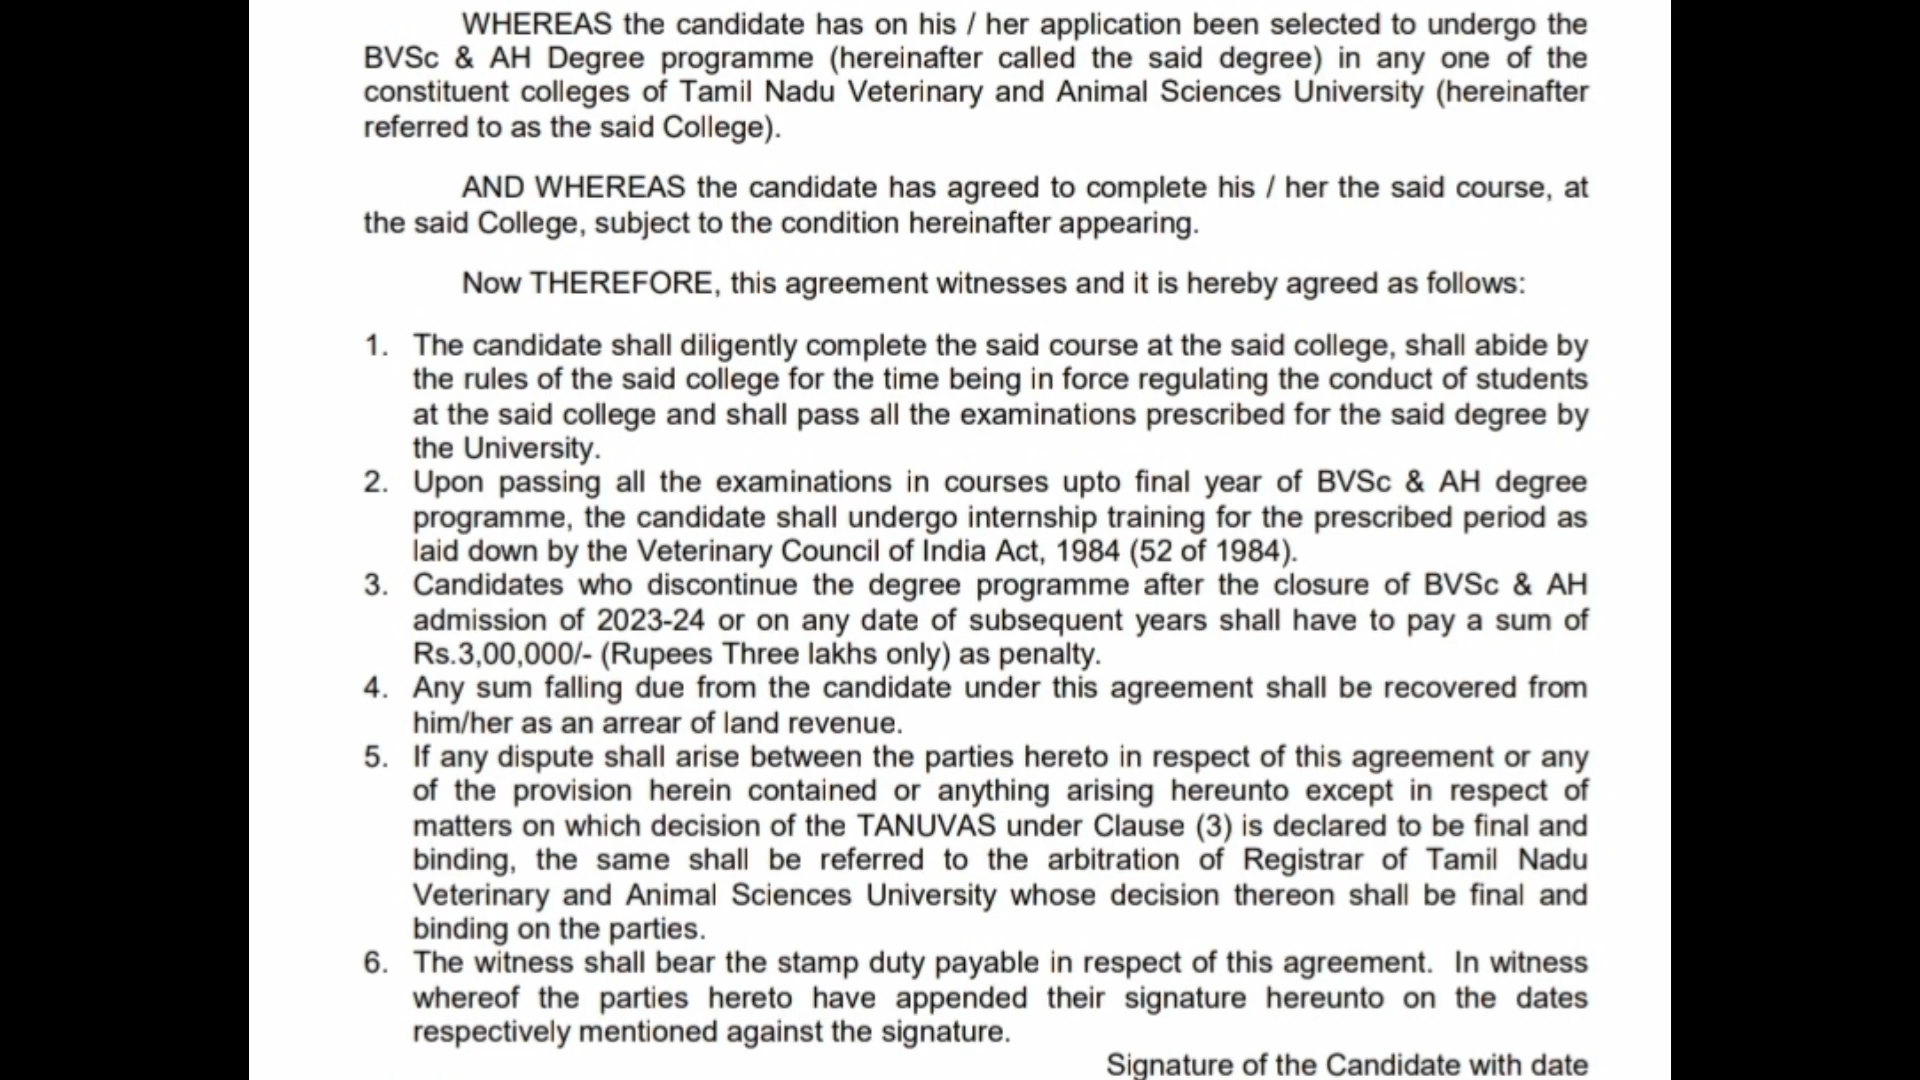 WHEREAS the candidate has on his / her application been selected to undergo the
BVSc & AH Degree programme (hereinafter called the said degree) in any one of the
constituent colleges of Tamil Nadu Veterinary and Animal Sciences University (hereinafter
referred to as the said College).
AND WHEREAS the candidate has agreed to complete his / her the said course, at
the said College, subject to the condition hereinafter appearing.
Now THEREFORE, this agreement witnesses and it is hereby agreed as follows:
1. The candidate shall diligently complete the said course at the said college, shall abide by
the rules of the said college for the time being in force regulating the conduct of students
at the said college and shall pass all the examinations prescribed for the said degree by
the University.
2. Upon passing all the examinations in courses upto final year of BVSc & AH degree
programme, the candidate shall undergo internship training for the prescribed period as
laid down by the Veterinary Council of India Act, 1984 (52 of 1984).
3. Candidates who discontinue the degree programme after the closure of BVSc & AH
admission of 2023-24 or on any date of subsequent years shall have to pay a sum of
Rs.3,00,000/- (Rupees Three lakhs only) as penalty.
4. Any sum falling due from the candidate under this agreement shall be recovered from
him/her as an arrear of land revenue.
5. If any dispute shall arise between the parties hereto in respect of this agreement or any
of the provision herein contained or anything arising hereunto except in respect of
matters on which decision of the TANUVAS under Clause (3) is declared to be final and
binding, the same shall be referred to the arbitration of Registrar of Tamil Nadu
Veterinary and Animal Sciences University whose decision thereon shall be final and
binding on the parties.
6. The witness shall bear the stamp duty payable in respect of this agreement. In witness
whereof the parties hereto have appended their signature hereunto on the dates
respectively mentioned against the signature.
Signature of the Candidate with date